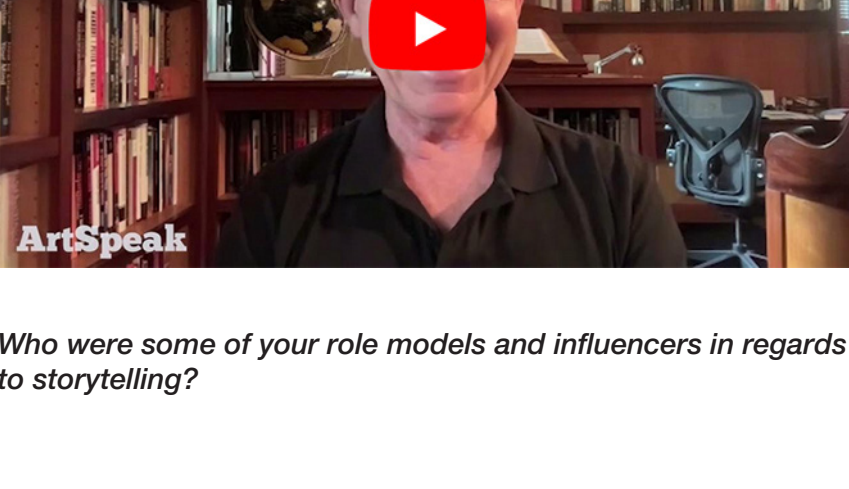 ArtSpeak
Who were some of your role models and influencers in regards
to storytelling?